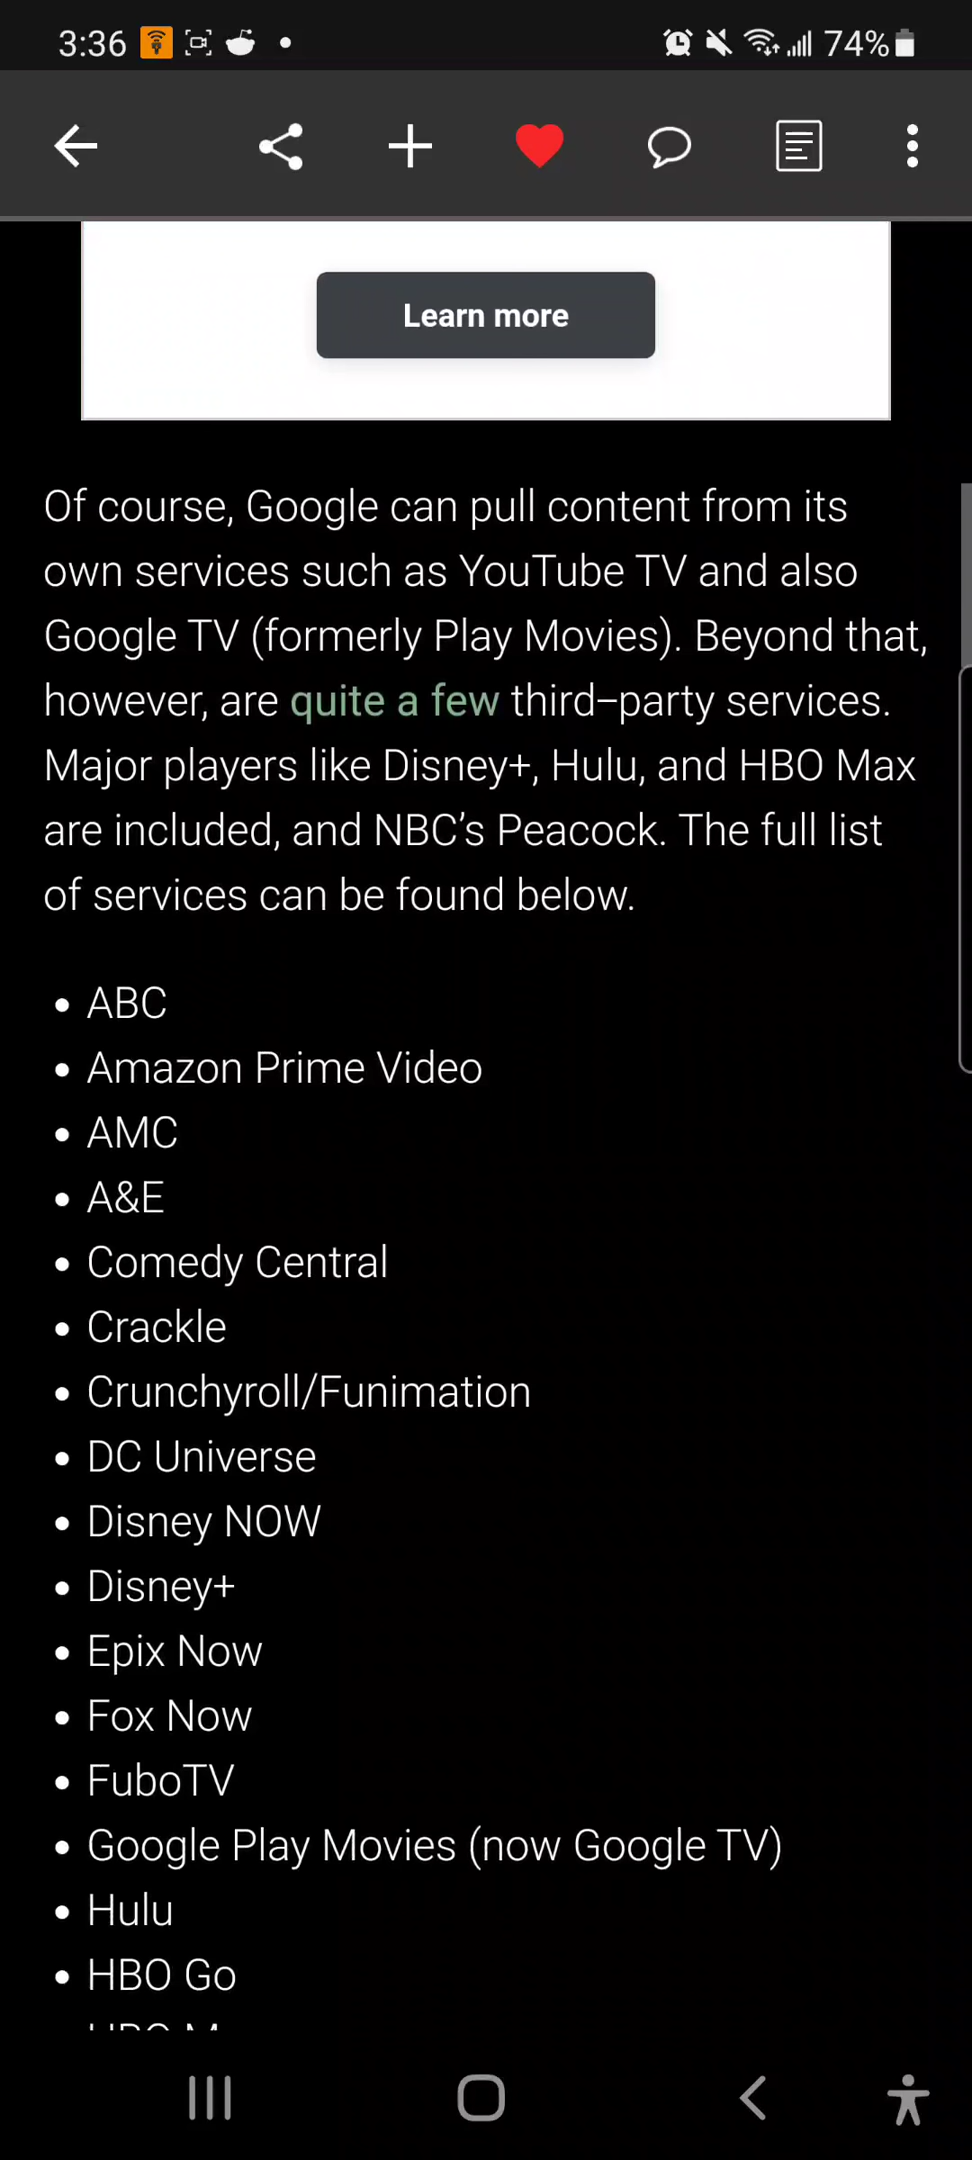 3:36
74%
Learn more
Of course, Google can pull content from its
own services such as YouTube TV and also
Google TV (formerly Play Movies). Beyond that,
however, are quite a few third–party services.
Major players like Disney+, Hulu, and HBO Max
are included, and NBC’s Peacock. The full list
of services can be found below.
• ABC
• Amazon Prime Video
• AMC
• A&E
• Comedy Central
• Crackle
• Crunchyroll/Funimation
• DC Universe
• Disney NOW
• Disney+
• Epix Now
• Fox Now
• FuboTV
• Google Play Movies (now Google TV)
• Hulu
• HBO Go